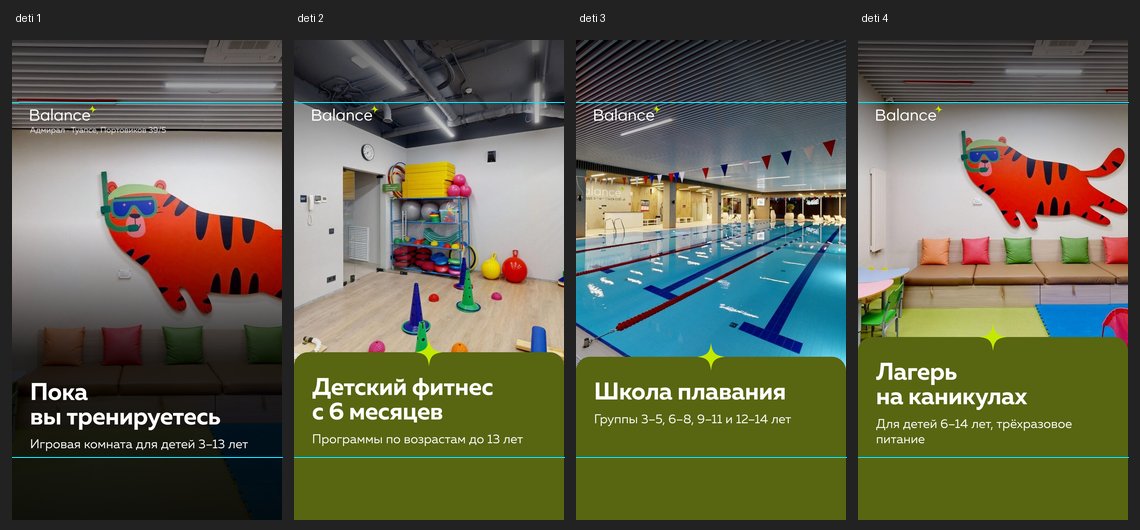 deti 1
Balance
Адмирал · Туапсе, Портовиков 39/5
Пока
вы тренируетесь
Игровая комната для детей 3–13 лет
deti 2
Balance
Детский фитнес
с 6 месяцев
Программы по возрастам до 13 лет
deti 3
Balance
alance
Школа плавания
Группы 3–5, 6–8, 9–11 и 12–14 лет
deti 4
Balance
Лагерь
на каникулах
Для детей 6–14 лет, трёхразовое
питание